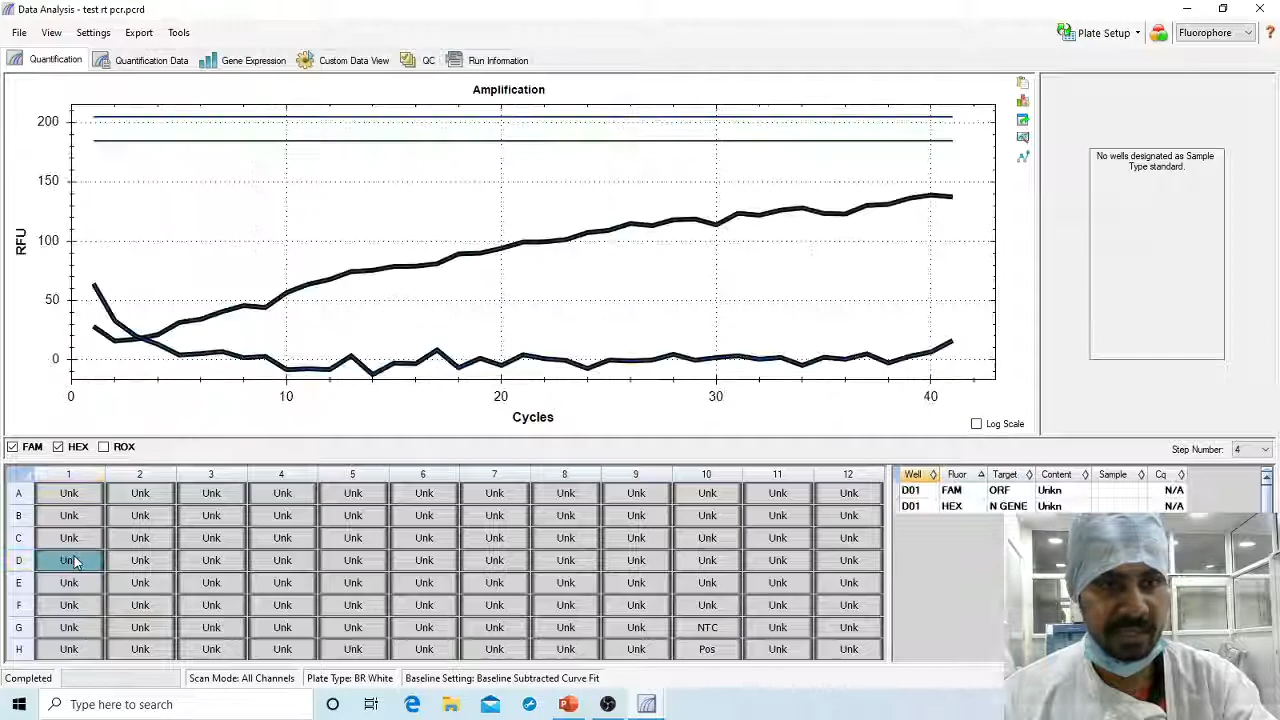 Data Analysis - test rt pcr.pcrd
File View Settings Export Tools
Plate Setup Fluorophore ?
Quantification Quantification Data Gene Expression Custom Data View QC Run Information
Amplification
No wells designated as Sample
Type standard.
200
150
100
50
0
RFU
0 10 20 30 40
Cycles
Log Scale
FAM HEX ROX
Step Number: 4
1 2 3 4 5 6 7 8 9 10 11 12
Well Fluor Target Content Sample Cq
A Unk Unk Unk Unk Unk Unk Unk Unk Unk Unk Unk Unk
D01 FAM ORF Unkn N/A
D01 HEX N GENE Unkn N/A
B Unk Unk Unk Unk Unk Unk Unk Unk Unk Unk Unk Unk
C Unk Unk Unk Unk Unk Unk Unk Unk Unk Unk Unk Unk
D Unk Unk Unk Unk Unk Unk Unk Unk Unk Unk Unk Unk
E Unk Unk Unk Unk Unk Unk Unk Unk Unk Unk Unk Unk
F Unk Unk Unk Unk Unk Unk Unk Unk Unk Unk Unk Unk
G Unk Unk Unk Unk Unk Unk Unk Unk Unk NTC Unk Unk
H Unk Unk Unk Unk Unk Unk Unk Unk Unk Pos Unk Unk
Completed Scan Mode: All Channels Plate Type: BR White Baseline Setting: Baseline Subtracted Curve Fit
Type here to search